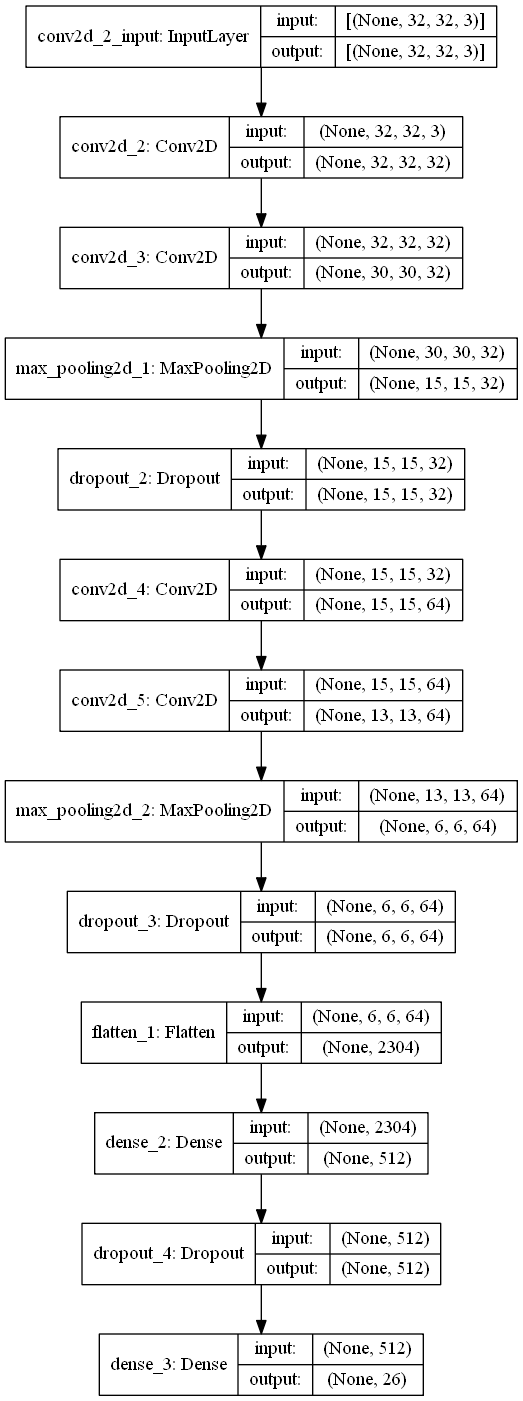 conv2d_2_input: InputLayer
input: [(None, 32, 32, 3)]
output: [(None, 32, 32, 3)]
conv2d_2: Conv2D
input: (None, 32, 32, 3)
output: (None, 32, 32, 32)
conv2d_3: Conv2D
input: (None, 32, 32, 32)
output: (None, 30, 30, 32)
max_pooling2d_1: MaxPooling2D
input: (None, 30, 30, 32)
output: (None, 15, 15, 32)
dropout_2: Dropout
input: (None, 15, 15, 32)
output: (None, 15, 15, 32)
conv2d_4: Conv2D
input: (None, 15, 15, 32)
output: (None, 15, 15, 64)
conv2d_5: Conv2D
input: (None, 15, 15, 64)
output: (None, 13, 13, 64)
max_pooling2d_2: MaxPooling2D
input: (None, 13, 13, 64)
output: (None, 6, 6, 64)
dropout_3: Dropout
input: (None, 6, 6, 64)
output: (None, 6, 6, 64)
flatten_1: Flatten
input: (None, 6, 6, 64)
output: (None, 2304)
dense_2: Dense
input: (None, 2304)
output: (None, 512)
dropout_4: Dropout
input: (None, 512)
output: (None, 512)
dense_3: Dense
input: (None, 512)
output: (None, 26)